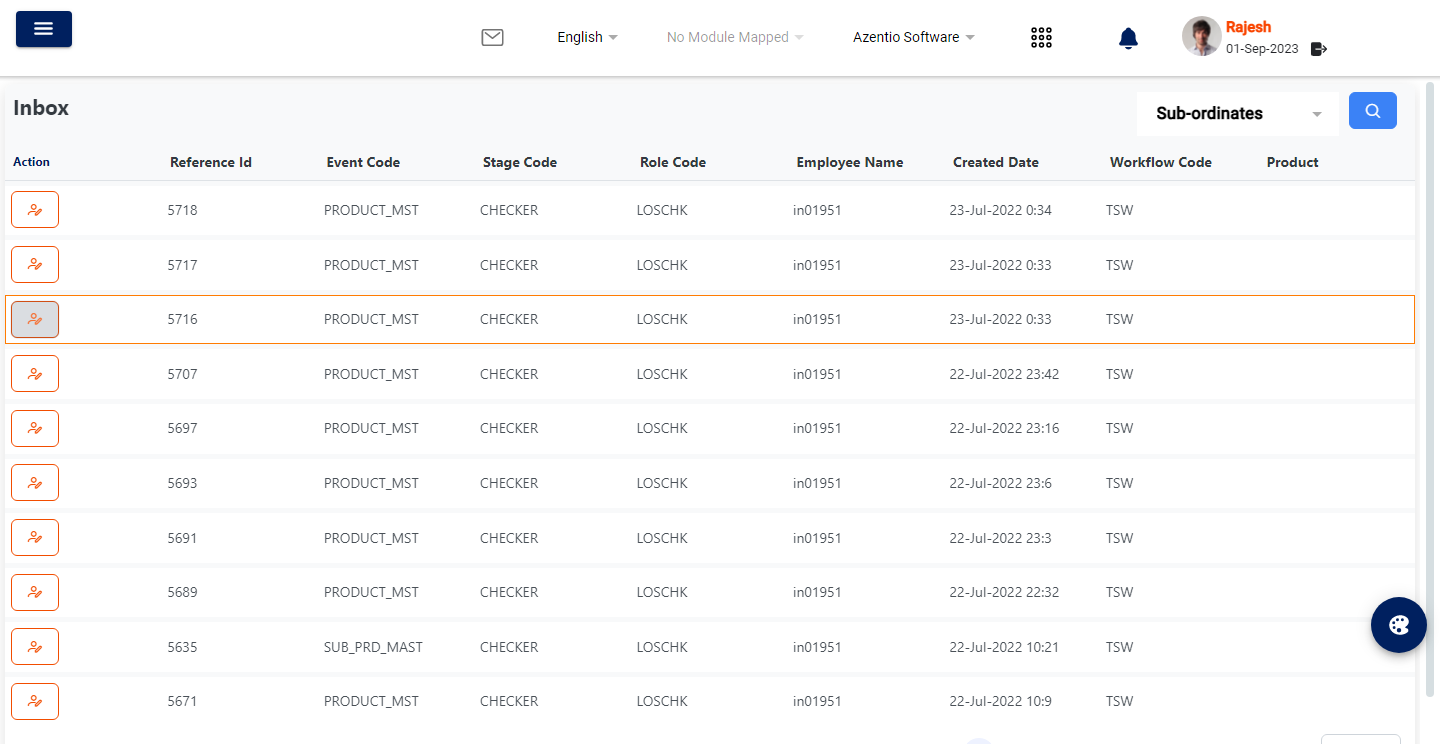 English No Module Mapped Azentio Software Rajesh
01-Sep-2023
Inbox Sub-ordinates
Action Reference Id Event Code Stage Code Role Code Employee Name Created Date Workflow Code Product
5718 PRODUCT_MST CHECKER LOSCHK in01951 23-Jul-2022 0:34 TSW
5717 PRODUCT_MST CHECKER LOSCHK in01951 23-Jul-2022 0:33 TSW
5716 PRODUCT_MST CHECKER LOSCHK in01951 23-Jul-2022 0:33 TSW
5707 PRODUCT_MST CHECKER LOSCHK in01951 22-Jul-2022 23:42 TSW
5697 PRODUCT_MST CHECKER LOSCHK in01951 22-Jul-2022 23:16 TSW
5693 PRODUCT_MST CHECKER LOSCHK in01951 22-Jul-2022 23:6 TSW
5691 PRODUCT_MST CHECKER LOSCHK in01951 22-Jul-2022 23:3 TSW
5689 PRODUCT_MST CHECKER LOSCHK in01951 22-Jul-2022 22:32 TSW
5635 SUB_PRD_MAST CHECKER LOSCHK in01951 22-Jul-2022 10:21 TSW
5671 PRODUCT_MST CHECKER LOSCHK in01951 22-Jul-2022 10:9 TSW